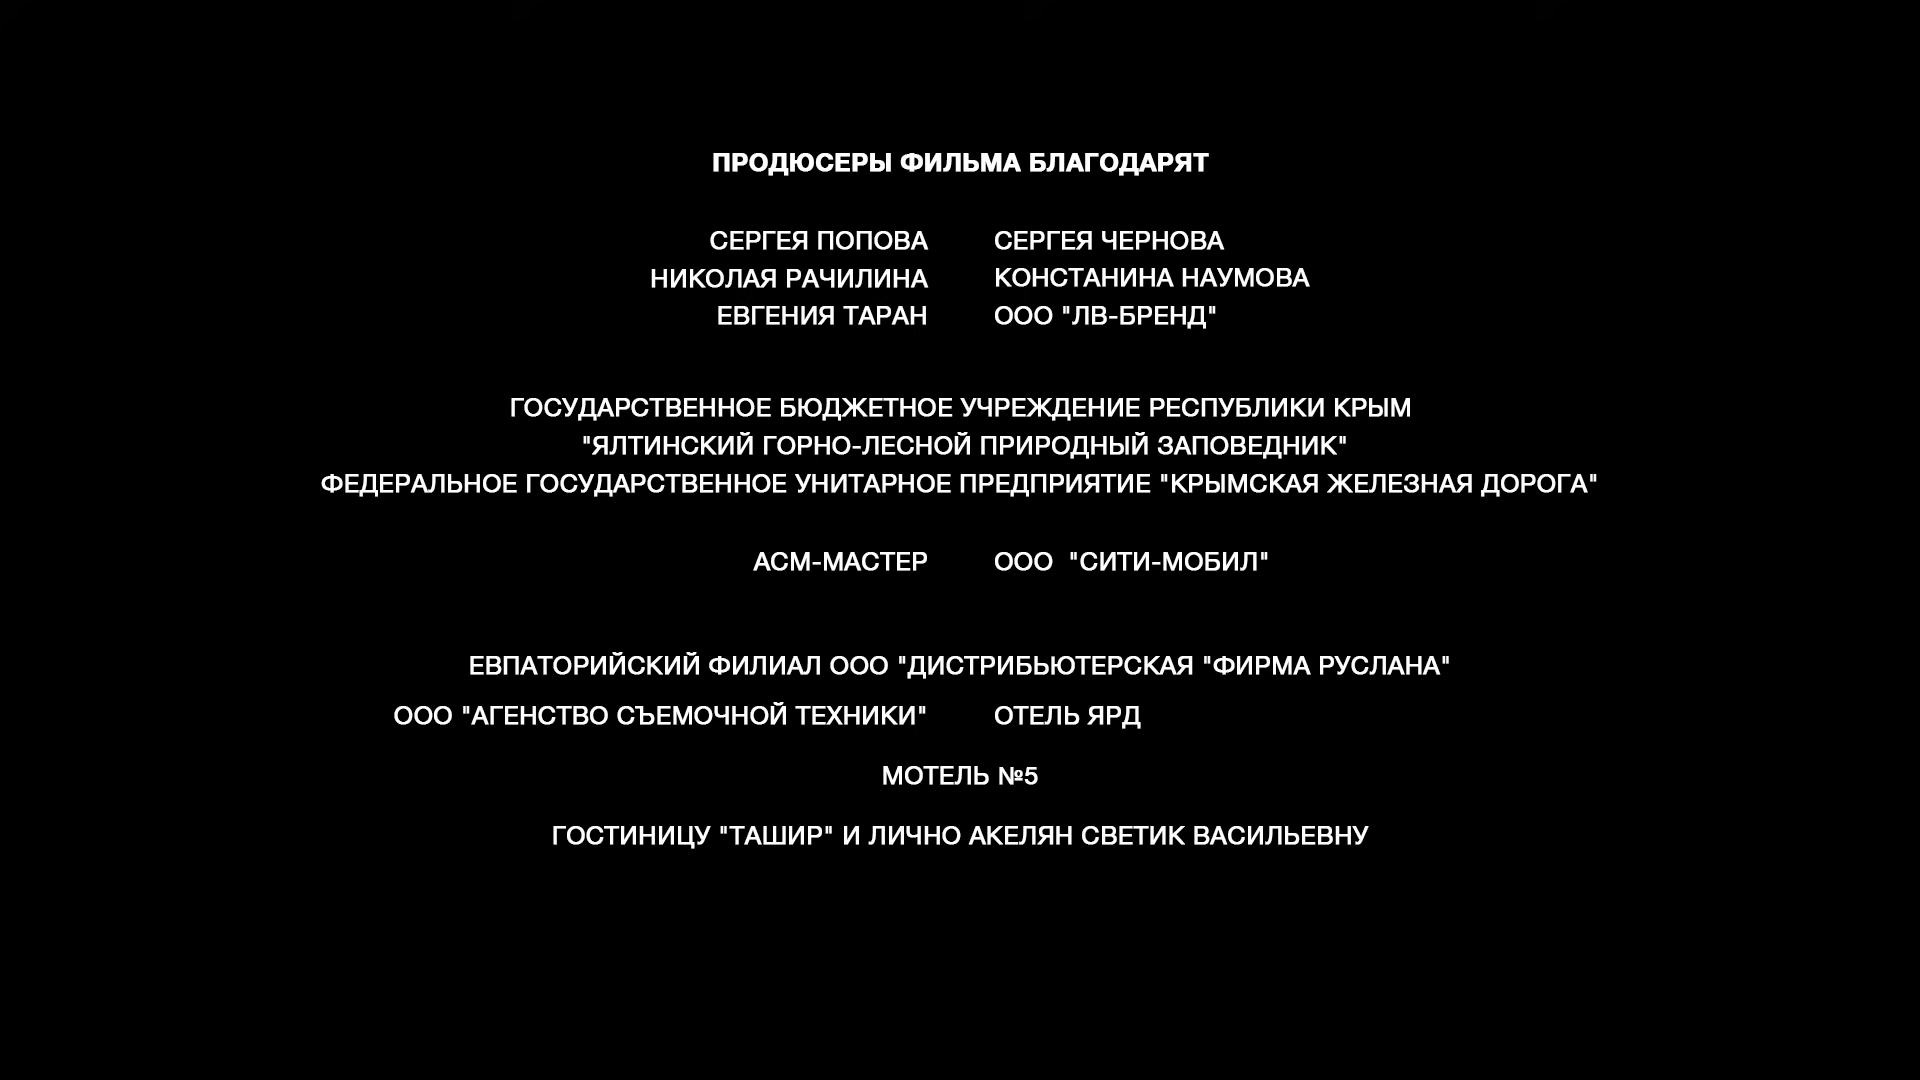 ПРОДЮСЕРЫ ФИЛЬМА БЛАГОДАРЯТ
СЕРГЕЯ ПОПОВА СЕРГЕЯ ЧЕРНОВА
НИКОЛАЯ РАЧИЛИНА КОНСТАНИНА НАУМОВА
ЕВГЕНИЯ ТАРАН ООО "ЛВ-БРЕНД"
ГОСУДАРСТВЕННОЕ БЮДЖЕТНОЕ УЧРЕЖДЕНИЕ РЕСПУБЛИКИ КРЫМ
"ЯЛТИНСКИЙ ГОРНО-ЛЕСНОЙ ПРИРОДНЫЙ ЗАПОВЕДНИК"
ФЕДЕРАЛЬНОЕ ГОСУДАРСТВЕННОЕ УНИТАРНОЕ ПРЕДПРИЯТИЕ "КРЫМСКАЯ ЖЕЛЕЗНАЯ ДОРОГА"
АСМ-МАСТЕР ООО "СИТИ-МОБИЛ"
ЕВПАТОРИЙСКИЙ ФИЛИАЛ ООО "ДИСТРИБЬЮТЕРСКАЯ "ФИРМА РУСЛАНА"
ООО "АГЕНСТВО СЪЕМОЧНОЙ ТЕХНИКИ" ОТЕЛЬ ЯРД
МОТЕЛЬ №5
ГОСТИНИЦУ "ТАШИР" И ЛИЧНО АКЕЛЯН СВЕТИК ВАСИЛЬЕВНУ